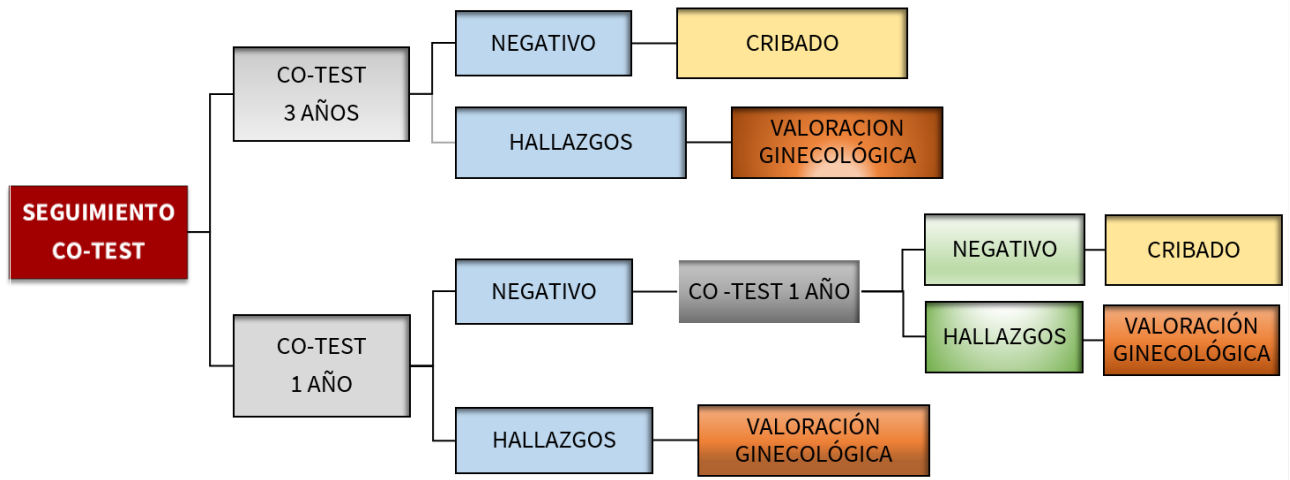 SEGUIMIENTO
CO-TEST
CO-TEST
3 AÑOS
NEGATIVO
CRIBADO
HALLAZGOS
VALORACION
GINECOLÓGICA
CO-TEST
1 AÑO
NEGATIVO
CO -TEST 1 AÑO
NEGATIVO
CRIBADO
HALLAZGOS
VALORACIÓN
GINECOLÓGICA
HALLAZGOS
VALORACIÓN
GINECOLÓGICA